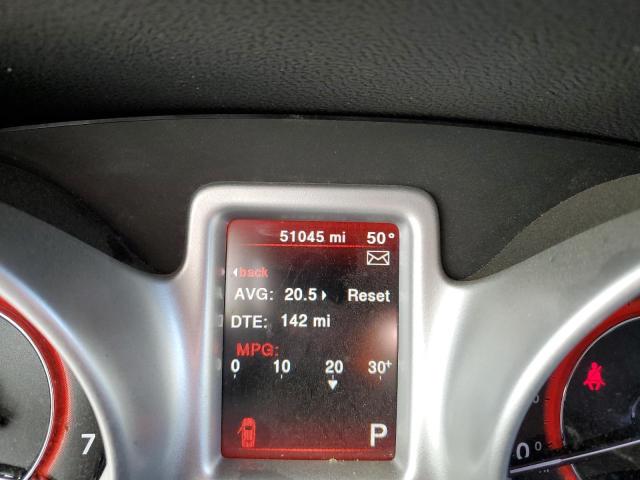 51045 mi 50°
back
AVG: 20.5 Reset
DTE: 142 mi
MPG:
0 10 20 30+
P
7